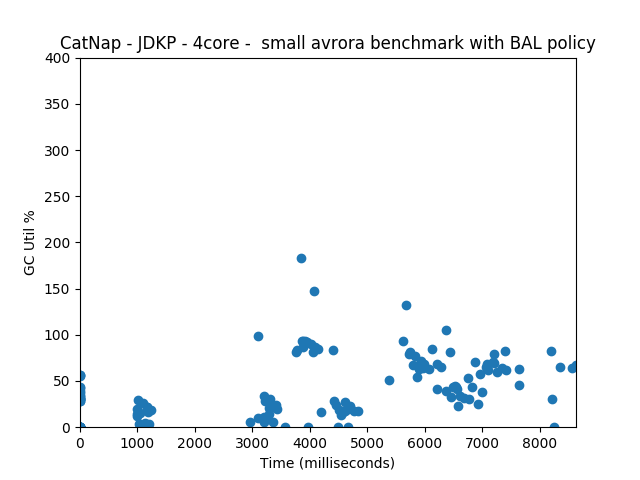 CatNap - JDKP - 4core -  small avrora benchmark with BAL policy
400
350
300
250
200
150
100
50
0
GC Util %
0 1000 2000 3000 4000 5000 6000 7000 8000
Time (milliseconds)